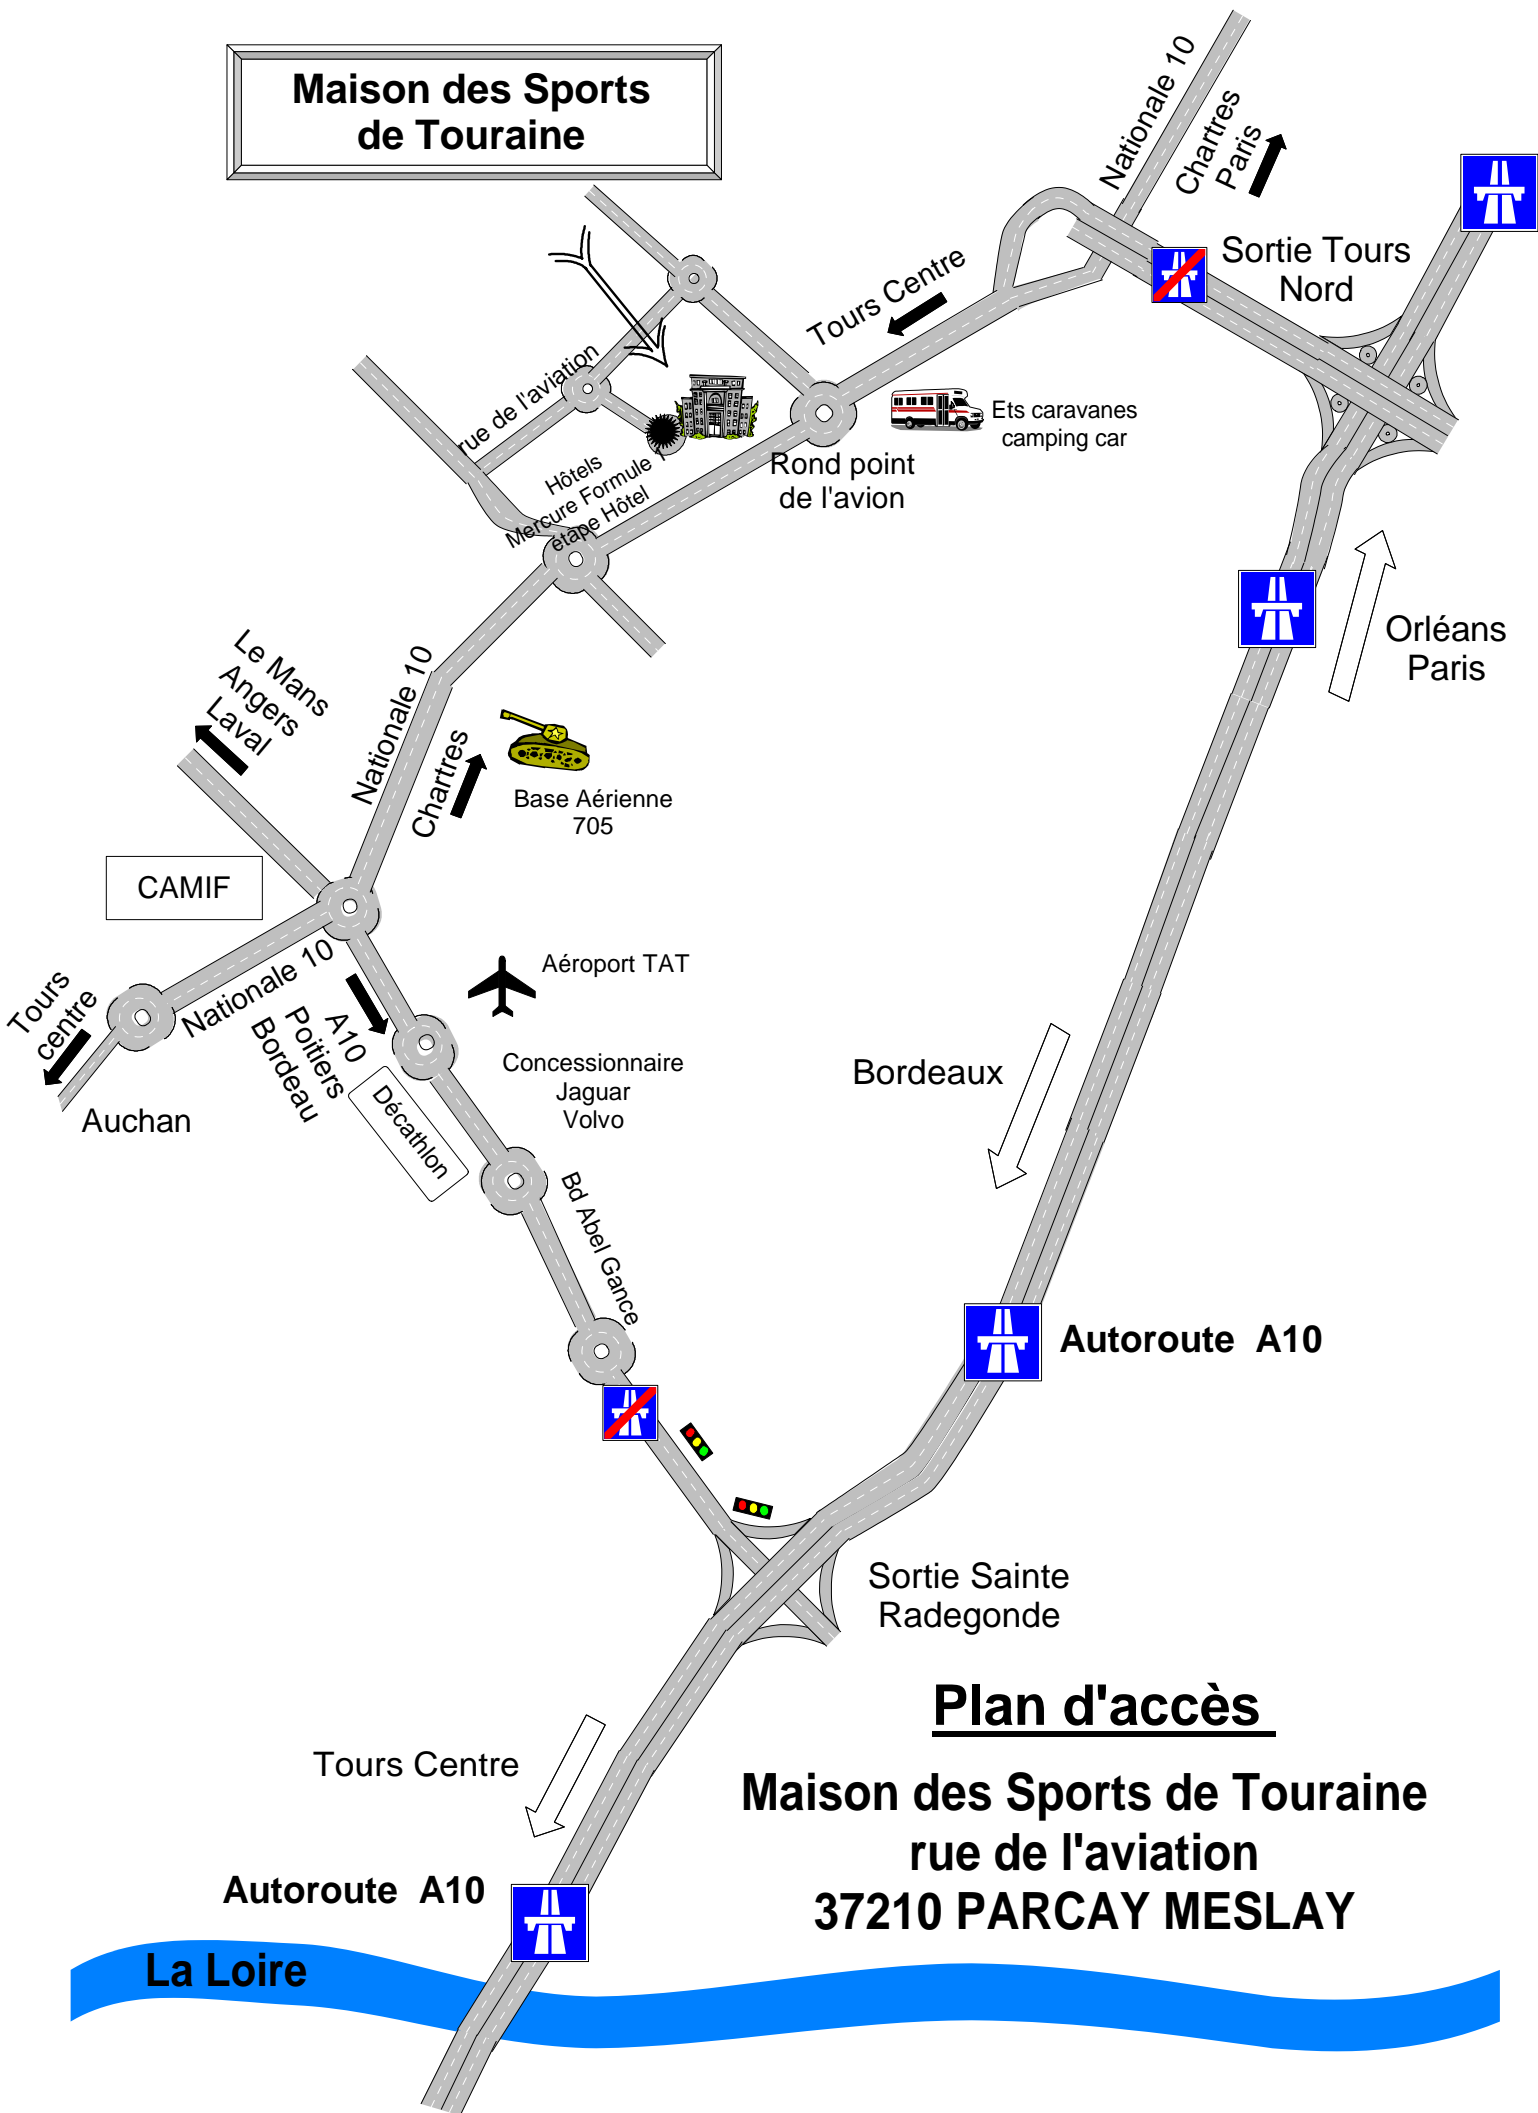 Maison des Sports
de Touraine
Nationale 10
Chartres
Paris
Sortie Tours
Nord
Tours Centre
rue de l'aviation
Ets caravanes
camping car
Rond point
de l'avion
Hôtels
Mercure Formule 1
étape Hôtel
Orléans
Paris
Le Mans
Angers
Laval
Nationale 10
Chartres
Base Aérienne
705
CAMIF
Nationale 10
Aéroport TAT
Tours
centre
A10
Poitiers
Bordeau
Auchan
Décathlon
Concessionnaire
Jaguar
Volvo
Bordeaux
Bd Abel Gance
Autoroute A10
Sortie Sainte
Radegonde
Plan d'accès
Tours Centre
Maison des Sports de Touraine
rue de l'aviation
37210 PARCAY MESLAY
Autoroute A10
La Loire